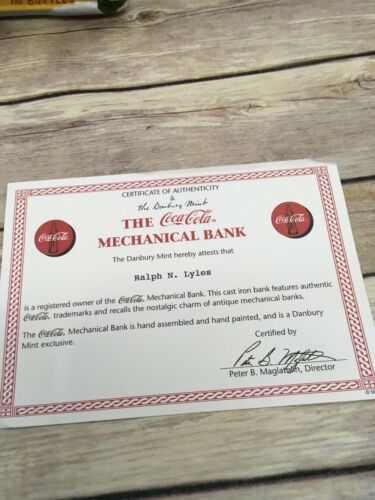 IN BOTTLES
CERTIFICATE OF AUTHENTICITY
&
the Danbury Mint
THE Coca-Cola®
MECHANICAL BANK
Coca-Cola
Coca-Cola
The Danbury Mint hereby attests that
Ralph N. Lyles
is a registered owner of the Coca-Cola® Mechanical Bank. This cast iron bank features authentic
Coca-Cola® trademarks and recalls the nostalgic charm of antique mechanical banks.
The Coca-Cola® Mechanical Bank is hand assembled and hand painted, and is a Danbury
Mint exclusive.
Certified by
Peter B. Maglathlin
Peter B. Maglathlin, Director